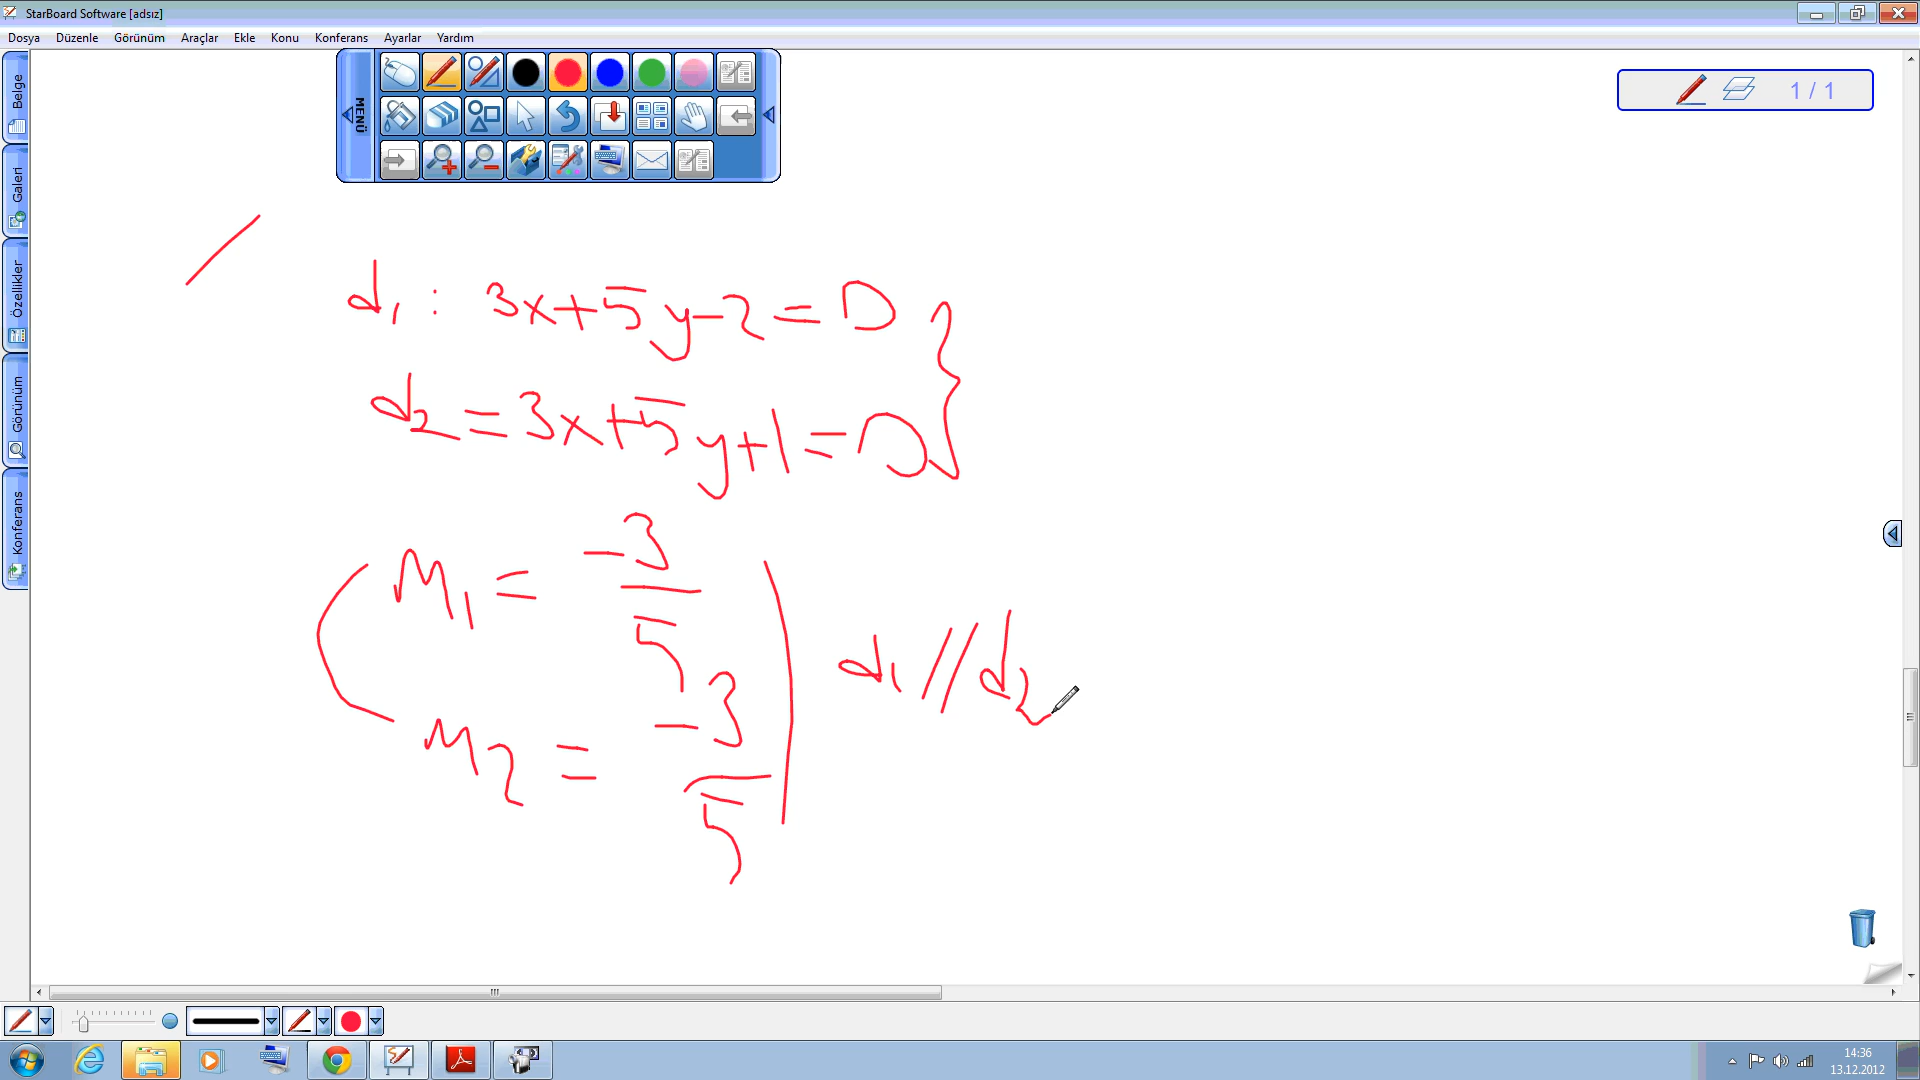 StarBoard Software [adsız]
Dosya Düzenle Görünüm Araçlar Ekle Konu Konferans Ayarlar Yardım
MENÜ
1 / 1
Belge
Galeri
Özellikler
Görünüm
Konferans
d₁ : 3x+5y-2=0
d₂ = 3x+5y+1=0
m₁ = -3/5
m₂ = -3/5
d₁ // d₂
14:36
13.12.2012